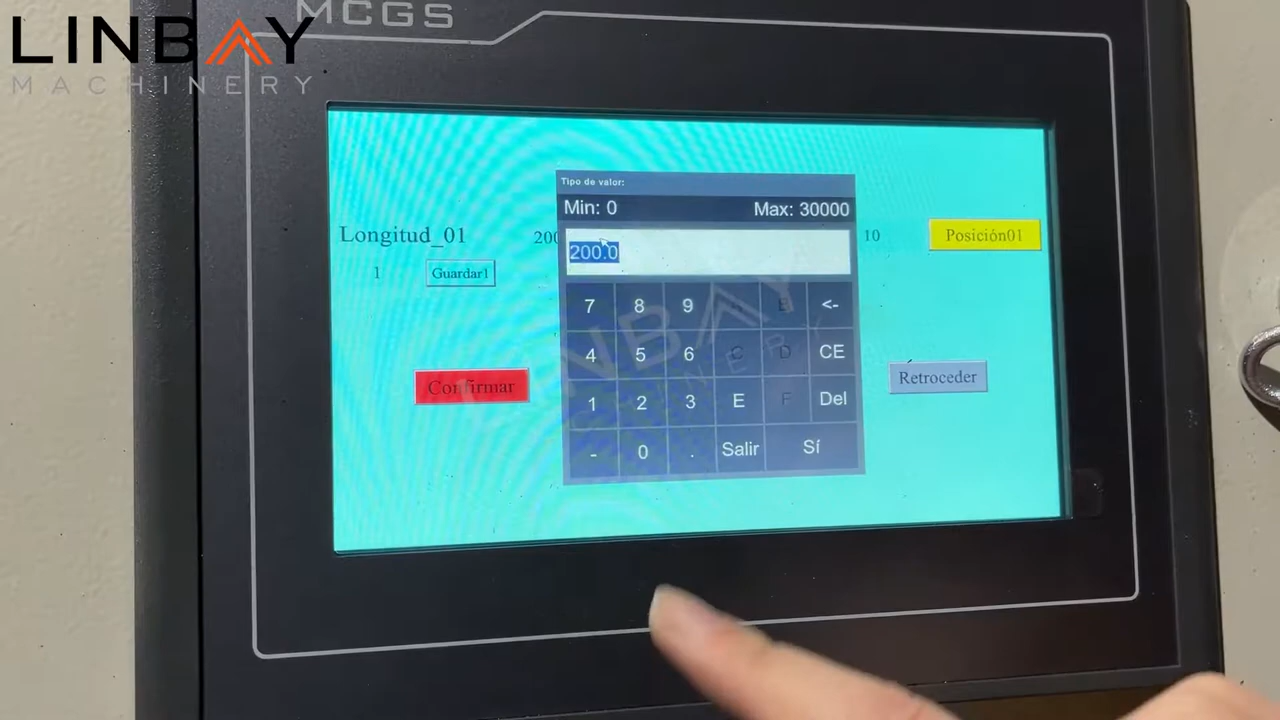 MCGS
LINBAY
MACHINERY
Tipo de valor:
Min: 0 Max: 30000
Longitud_01 200 200.0 10 Posición01
1 Guardar1
7 8 9 B <-
4 5 6 C D CE
Confirmar Retroceder
1 2 3 E F Del
- 0 . Salir Sí
LINBAY